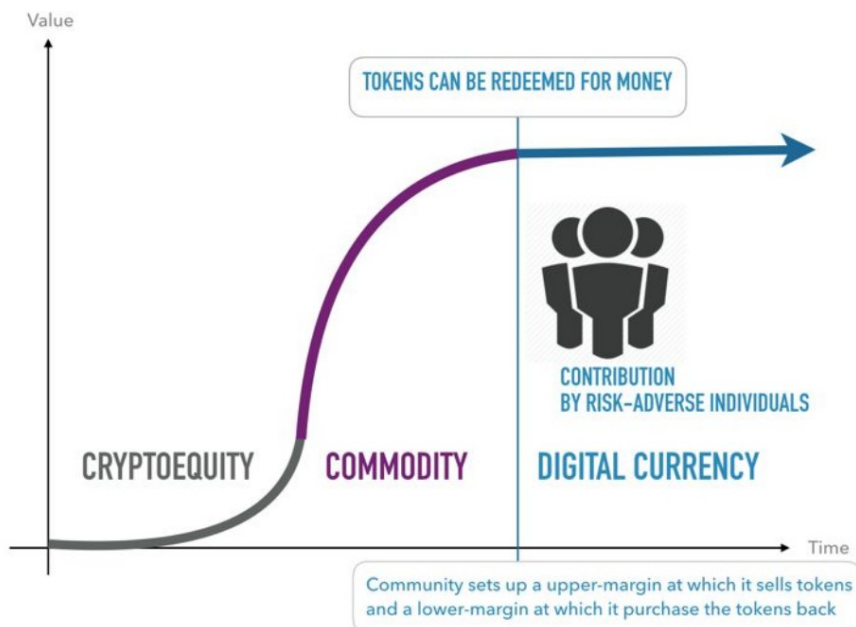 Value
TOKENS CAN BE REDEEMED FOR MONEY
CONTRIBUTION
BY RISK-ADVERSE INDIVIDUALS
CRYPTOEQUITY
COMMODITY
DIGITAL CURRENCY
Time
Community sets up a upper-margin at which it sells tokens
and a lower-margin at which it purchase the tokens back